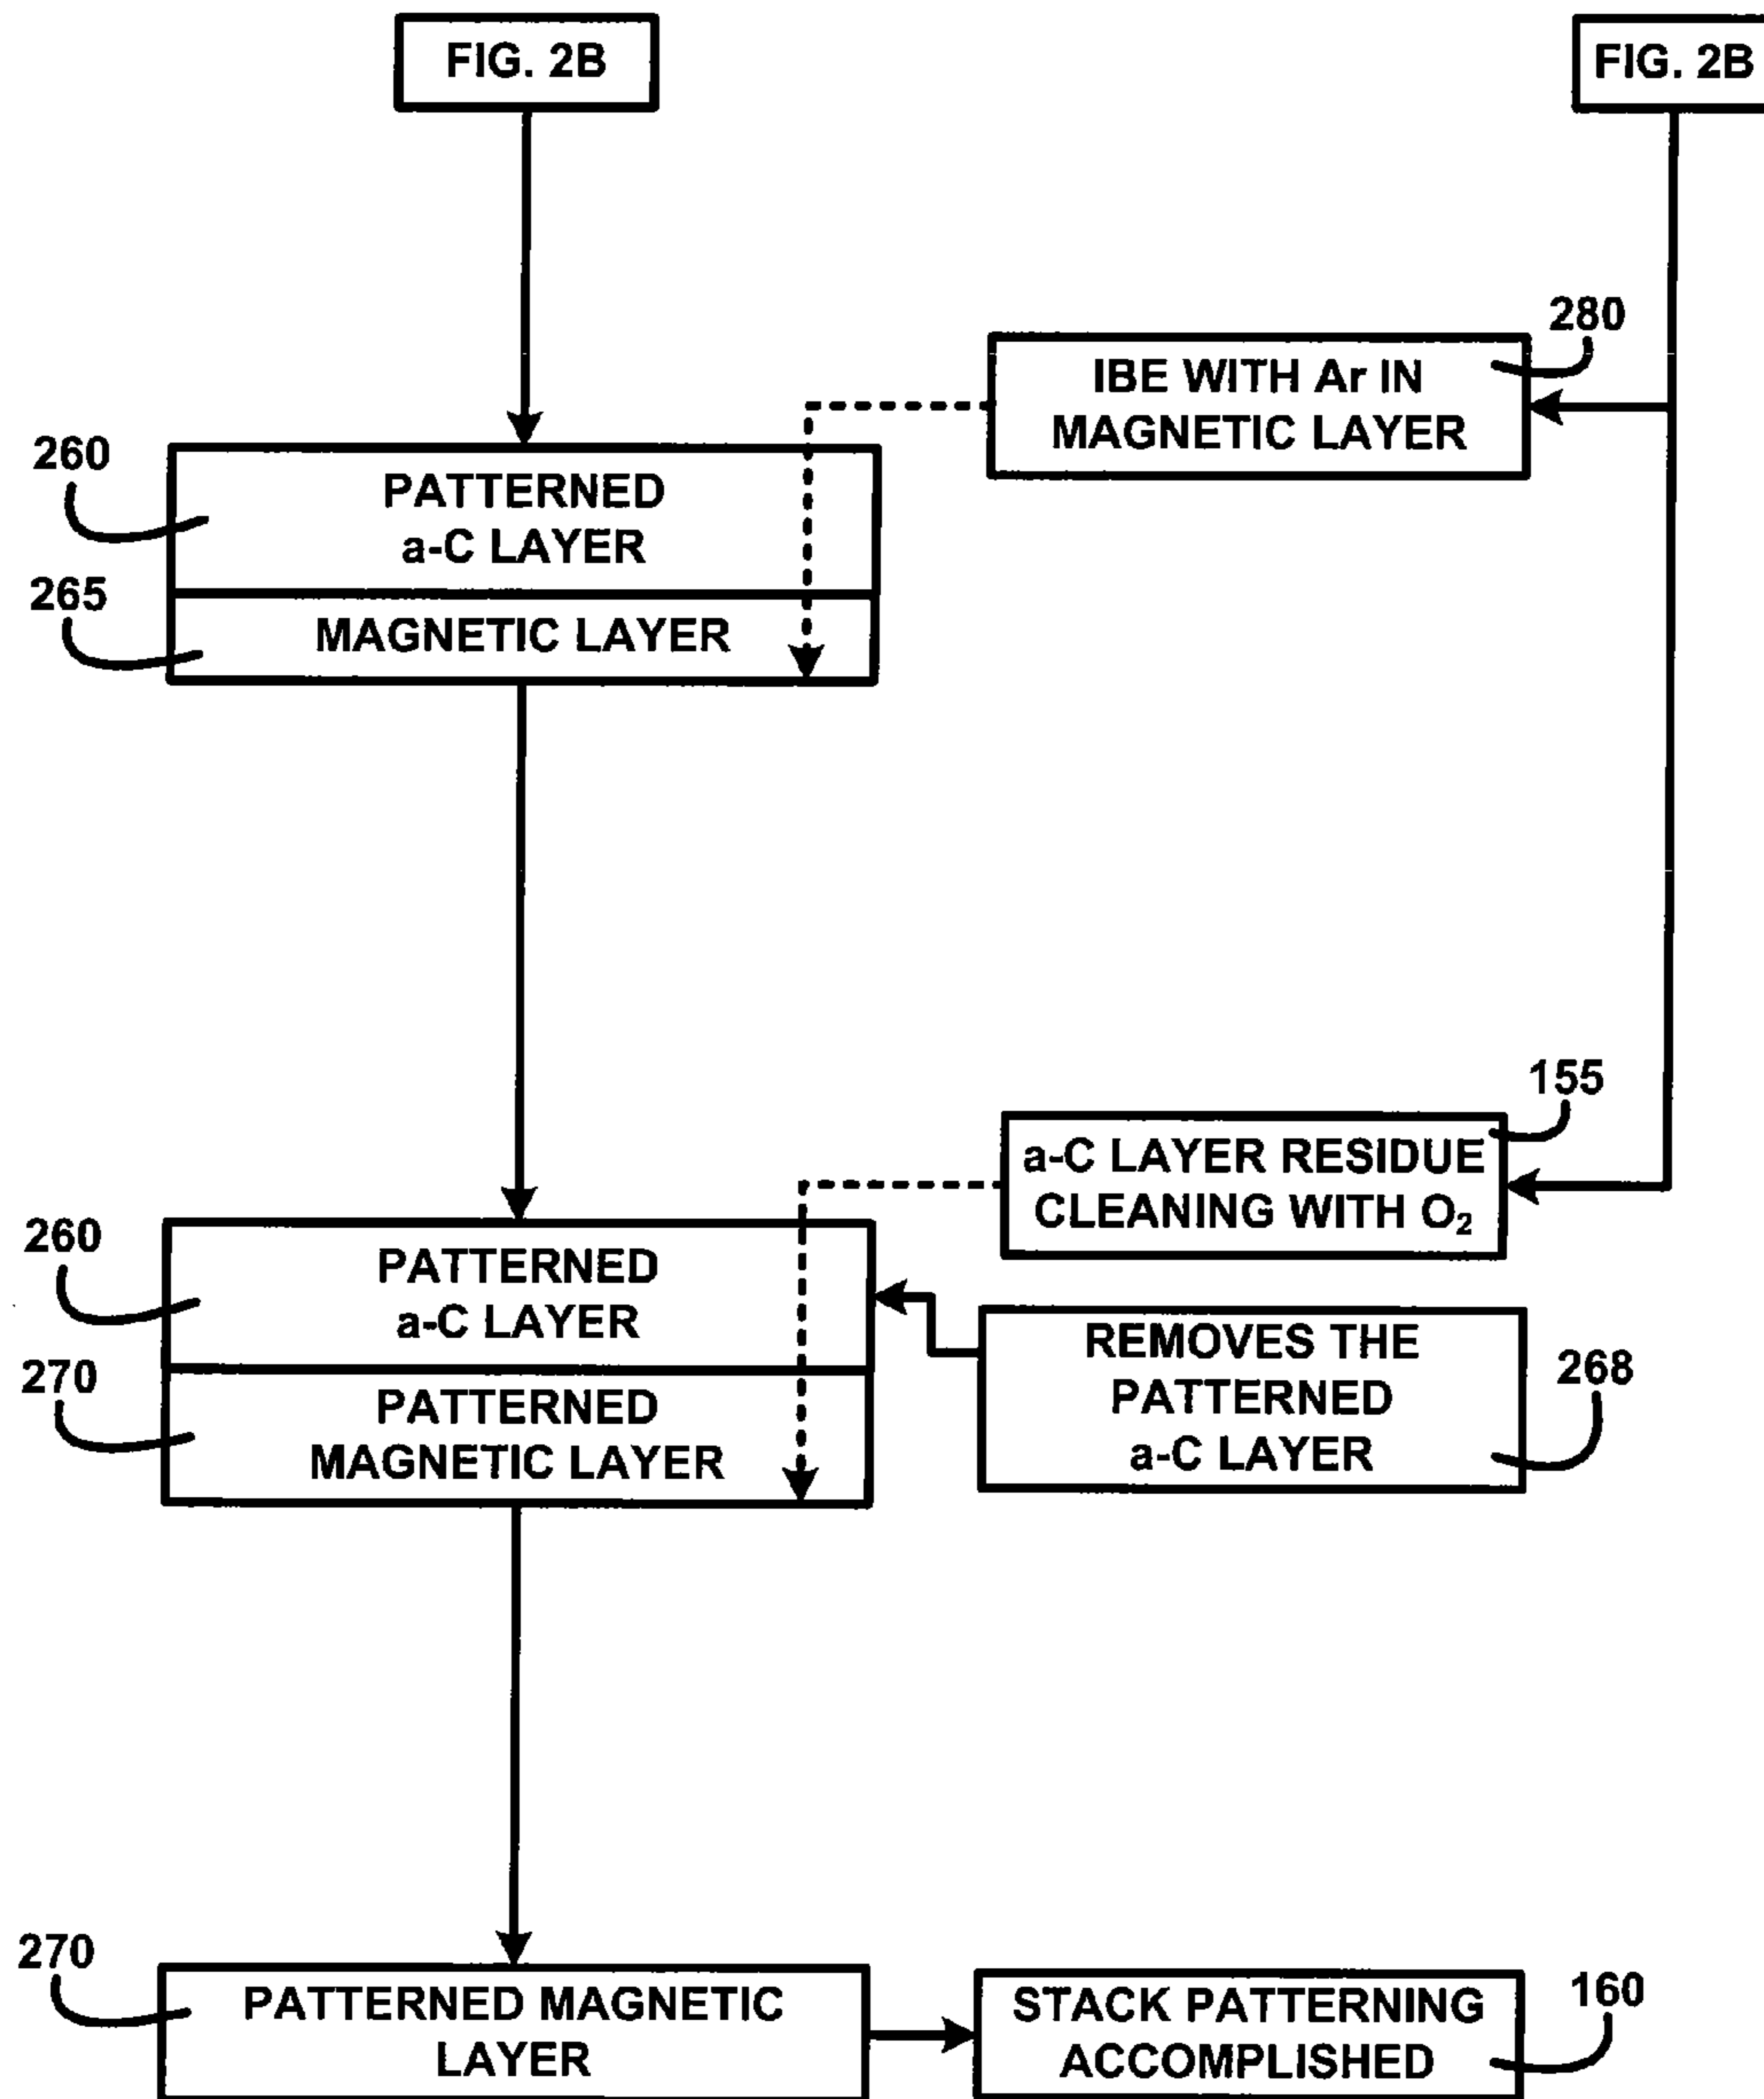 FIG. 2B
FIG. 2B
280
IBE WITH Ar IN
MAGNETIC LAYER
260
PATTERNED
a-C LAYER
265
MAGNETIC LAYER
155
a-C LAYER RESIDUE
CLEANING WITH O₂
260
PATTERNED
a-C LAYER
270
PATTERNED
MAGNETIC LAYER
REMOVES THE
PATTERNED
a-C LAYER
268
270
PATTERNED MAGNETIC
LAYER
STACK PATTERNING
ACCOMPLISHED
160